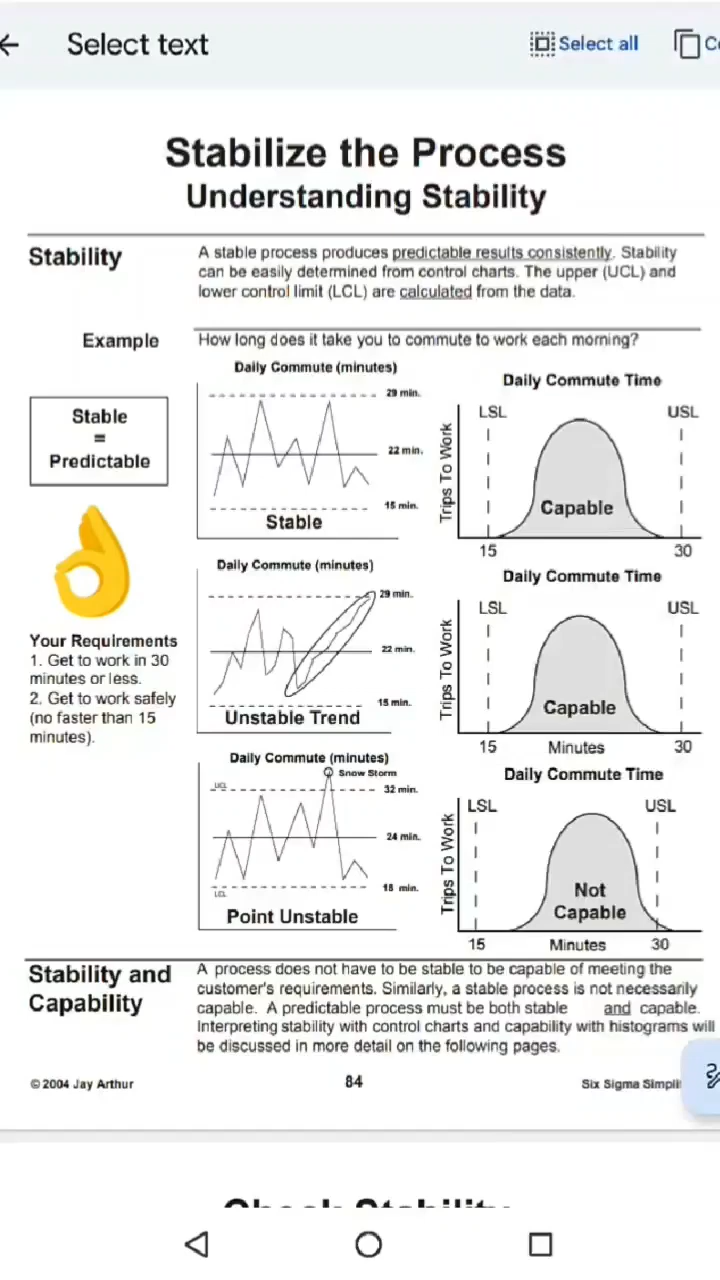 Select text
Select all
Stabilize the Process
Understanding Stability
Stability
A stable process produces predictable results consistently. Stability
can be easily determined from control charts. The upper (UCL) and
lower control limit (LCL) are calculated from the data.
Example
How long does it take you to commute to work each morning?
Stable
=
Predictable
Daily Commute (minutes)
29 min.
22 min.
15 min.
Stable
Daily Commute Time
LSL
USL
Trips To Work
Capable
15
30
Your Requirements
1. Get to work in 30
minutes or less.
2. Get to work safely
(no faster than 15
minutes).
Daily Commute (minutes)
29 min.
22 min.
15 min.
Unstable Trend
Daily Commute Time
LSL
USL
Trips To Work
Capable
15
Minutes
30
Daily Commute (minutes)
Snow Storm
UCL
32 min.
24 min.
LCL
Point Unstable
Daily Commute Time
LSL
USL
Trips To Work
Not
Capable
15
Minutes
30
Stability and
Capability
A process does not have to be stable to be capable of meeting the
customer's requirements. Similarly, a stable process is not necessarily
capable. A predictable process must be both stable and capable.
Interpreting stability with control charts and capability with histograms will
be discussed in more detail on the following pages.
© 2004 Jay Arthur
84
Six Sigma
Check Stability